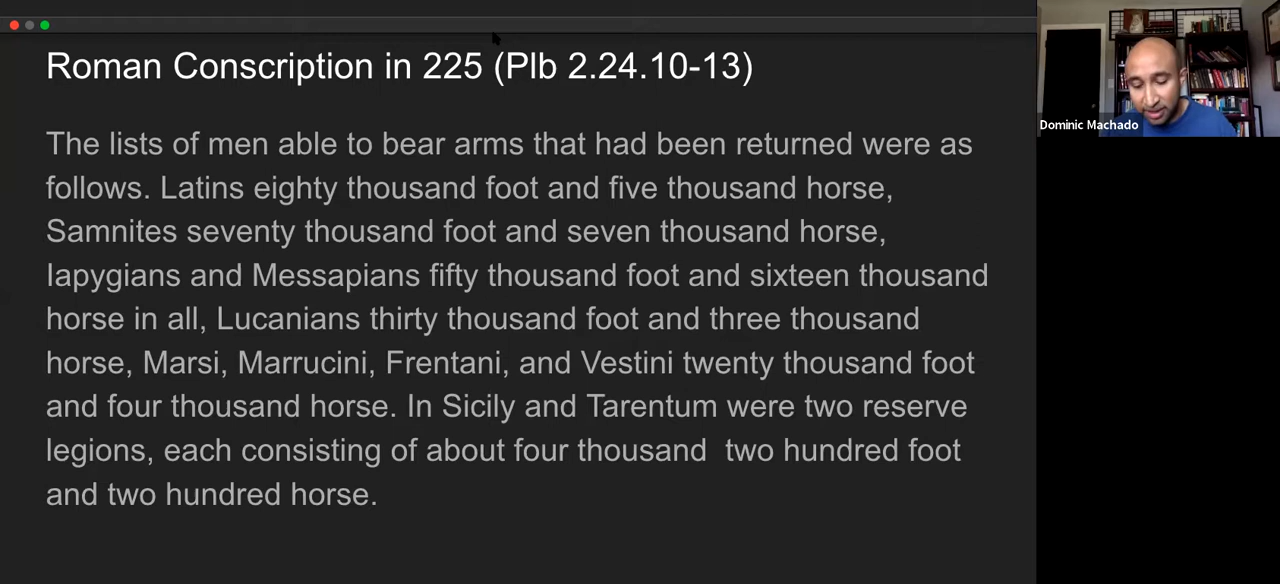 Roman Conscription in 225 (Plb 2.24.10-13)
The lists of men able to bear arms that had been returned were as
follows. Latins eighty thousand foot and five thousand horse,
Samnites seventy thousand foot and seven thousand horse,
Iapygians and Messapians fifty thousand foot and sixteen thousand
horse in all, Lucanians thirty thousand foot and three thousand
horse, Marsi, Marrucini, Frentani, and Vestini twenty thousand foot
and four thousand horse. In Sicily and Tarentum were two reserve
legions, each consisting of about four thousand  two hundred foot
and two hundred horse.
Dominic Machado